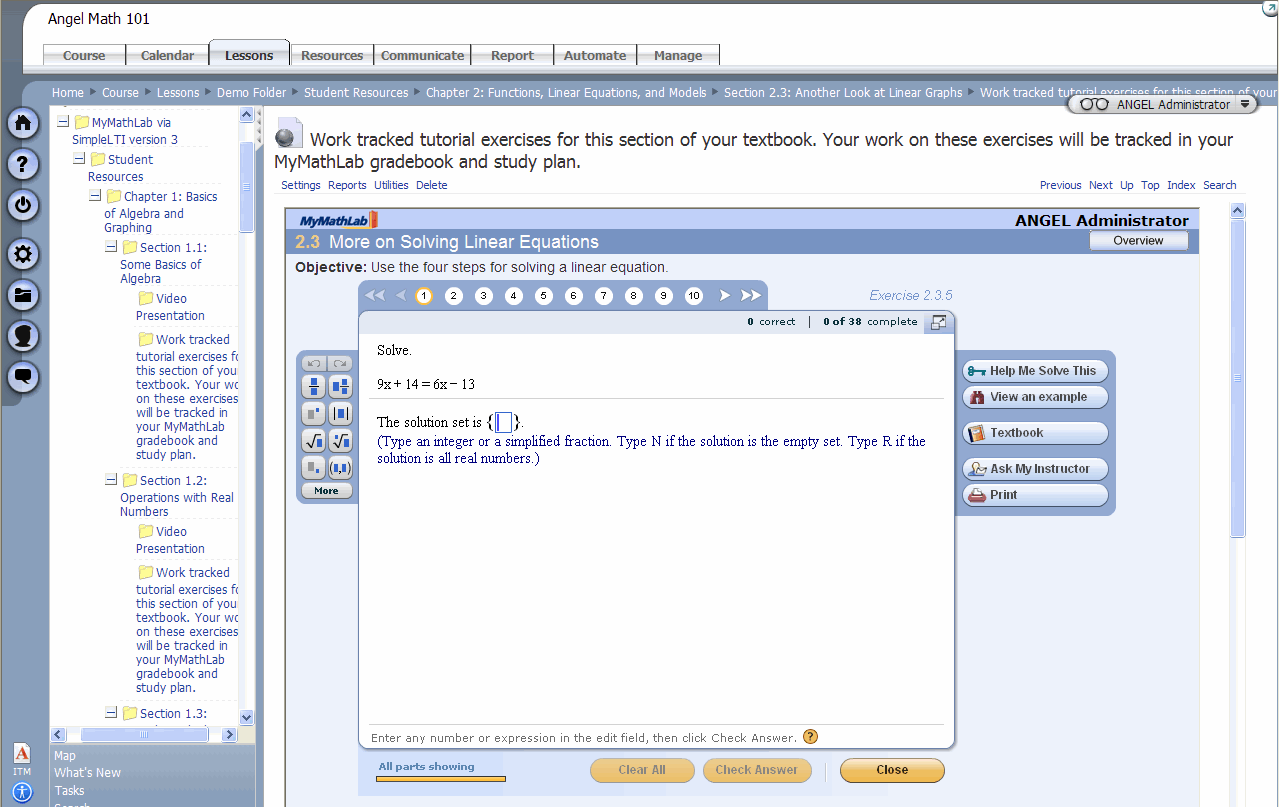 Angel Math 101
Course Calendar Lessons Resources Communicate Report Automate Manage
Home Course Lessons Demo Folder Student Resources Chapter 2: Functions, Linear Equations, and Models Section 2.3: Another Look at Linear Graphs Work tracked tutorial exercises for this section of your
ANGEL Administrator
MyMathLab via
SimpleLTI version 3
Student
Resources
Chapter 1: Basics
of Algebra and
Graphing
Section 1.1:
Some Basics of
Algebra
Video
Presentation
Work tracked
tutorial exercises fo
this section of you
textbook. Your wo
on these exercises
will be tracked in
your MyMathLab
gradebook and
study plan.
Section 1.2:
Operations with Real
Numbers
Video
Presentation
Work tracked
tutorial exercises fo
this section of you
textbook. Your wo
on these exercises
will be tracked in
your MyMathLab
gradebook and
study plan.
Section 1.3:
Map
What's New
Tasks
ITM
Work tracked tutorial exercises for this section of your textbook. Your work on these exercises will be tracked in your
MyMathLab gradebook and study plan.
Settings Reports Utilities Delete
Previous Next Up Top Index Search
MyMathLab
ANGEL Administrator
2.3 More on Solving Linear Equations
Overview
Objective: Use the four steps for solving a linear equation.
1 2 3 4 5 6 7 8 9 10
Exercise 2.3.5
0 correct | 0 of 38 complete
Solve.
9x + 14 = 6x − 13
The solution set is { }.
(Type an integer or a simplified fraction. Type N if the solution is the empty set. Type R if the
solution is all real numbers.)
More
Help Me Solve This
View an example
Textbook
Ask My Instructor
Print
Enter any number or expression in the edit field, then click Check Answer. ?
All parts showing
Clear All
Check Answer
Close